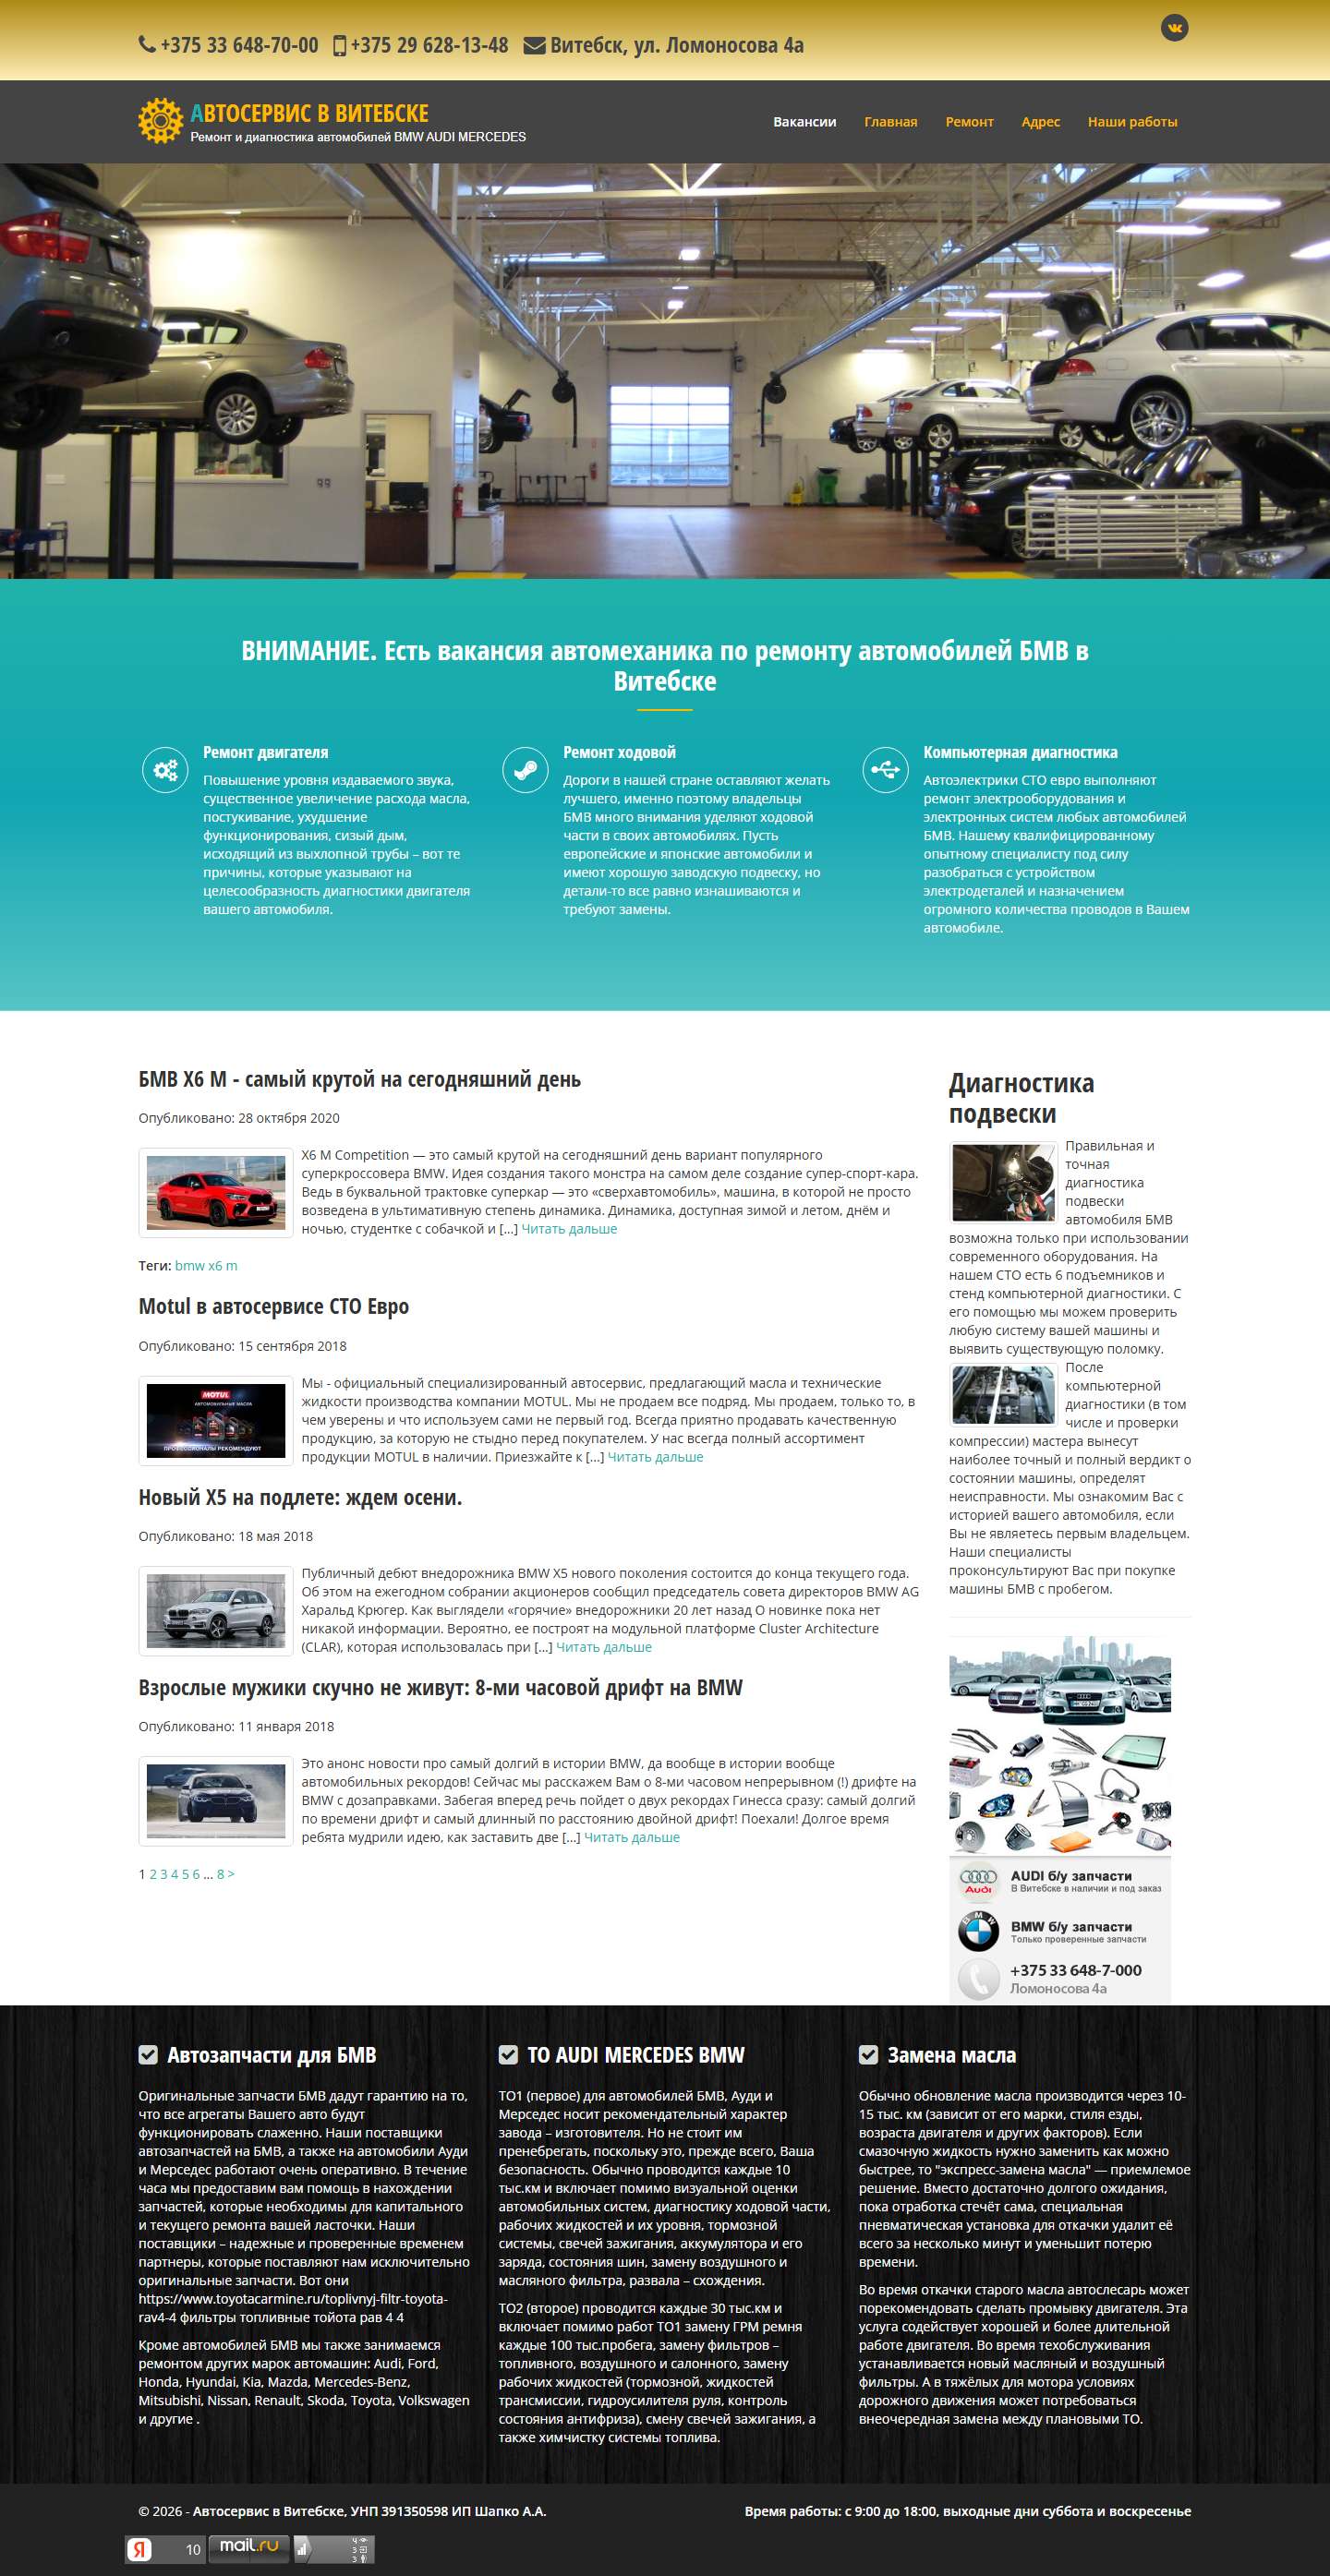 +375 33 648-70-00 +375 29 628-13-48 Витебск, ул. Ломоносова 4а
АВТОСЕРВИС В ВИТЕБСКЕ
Ремонт и диагностика автомобилей BMW AUDI MERCEDES
Вакансии Главная Ремонт Адрес Наши работы
ВНИМАНИЕ. Есть вакансия автомеханика по ремонту автомобилей БМВ в
Витебске
Ремонт двигателя
Повышение уровня издаваемого звука,
существенное увеличение расхода масла,
постукивание, ухудшение
функционирования, сизый дым,
исходящий из выхлопной трубы – вот те
причины, которые указывают на
целесообразность диагностики двигателя
вашего автомобиля.
Ремонт ходовой
Дороги в нашей стране оставляют желать
лучшего, именно поэтому владельцы
БМВ много внимания уделяют ходовой
части в своих автомобилях. Пусть
европейские и японские автомобили и
имеют хорошую заводскую подвеску, но
детали-то все равно изнашиваются и
требуют замены.
Компьютерная диагностика
Автоэлектрики СТО евро выполняют
ремонт электрооборудования и
электронных систем любых автомобилей
БМВ. Нашему квалифицированному
опытному специалисту под силу
разобраться с устройством
электродеталей и назначением
огромного количества проводов в Вашем
автомобиле.
БМВ Х6 М - самый крутой на сегодняшний день
Опубликовано: 28 октября 2020
X6 M Competition — это самый крутой на сегодняшний день вариант популярного
суперкроссовера BMW. Идея создания такого монстра на самом деле создание супер-спорт-кара.
Ведь в буквальной трактовке суперкар — это «сверхавтомобиль», машина, в которой не просто
возведена в ультимативную степень динамика. Динамика, доступная зимой и летом, днём и
ночью, студентке с собачкой и [...] Читать дальше
Теги: bmw x6 m
Motul в автосервисе СТО Евро
Опубликовано: 15 сентября 2018
MOTUL
АВТОМОБИЛЬНЫЕ МАСЛА
ПРОФЕССИОНАЛЫ РЕКОМЕНДУЮТ
Мы - официальный специализированный автосервис, предлагающий масла и технические
жидкости производства компании MOTUL. Мы не продаем все подряд. Мы продаем, только то, в
чем уверены и что используем сами не первый год. Всегда приятно продавать качественную
продукцию, за которую не стыдно перед покупателем. У нас всегда полный ассортимент
продукции MOTUL в наличии. Приезжайте к [...] Читать дальше
Новый Х5 на подлете: ждем осени.
Опубликовано: 18 мая 2018
Публичный дебют внедорожника BMW X5 нового поколения состоится до конца текущего года.
Об этом на ежегодном собрании акционеров сообщил председатель совета директоров BMW AG
Харальд Крюгер. Как выглядели «горячие» внедорожники 20 лет назад О новинке пока нет
никакой информации. Вероятно, ее построят на модульной платформе Cluster Architecture
(CLAR), которая использовалась при [...] Читать дальше
Взрослые мужики скучно не живут: 8-ми часовой дрифт на BMW
Опубликовано: 11 января 2018
Это анонс новости про самый долгий в истории BMW, да вообще в истории вообще
автомобильных рекордов! Сейчас мы расскажем Вам о 8-ми часовом непрерывном (!) дрифте на
BMW с дозаправками. Забегая вперед речь пойдет о двух рекордах Гинесса сразу: самый долгий
по времени дрифт и самый длинный по расстоянию двойной дрифт! Поехали! Долгое время
ребята мудрили идею, как заставить две [...] Читать дальше
1 2 3 4 5 6 ... 8 >
Диагностика
подвески
Правильная и
точная
диагностика
подвески
автомобиля БМВ
возможна только при использовании
современного оборудования. На
нашем СТО есть 6 подъемников и
стенд компьютерной диагностики. С
его помощью мы можем проверить
любую систему вашей машины и
выявить существующую поломку.
После
компьютерной
диагностики (в том
числе и проверки
компрессии) мастера вынесут
наиболее точный и полный вердикт о
состоянии машины, определят
неисправности. Мы ознакомим Вас с
историей вашего автомобиля, если
Вы не являетесь первым владельцем.
Наши специалисты
проконсультируют Вас при покупке
машины БМВ с пробегом.
Audi
AUDI б/у запчасти
В Витебске в наличии и под заказ
BMW
BMW б/у запчасти
Только проверенные запчасти
+375 33 648-7-000
Ломоносова 4а
Автозапчасти для БМВ
Оригинальные запчасти БМВ дадут гарантию на то,
что все агрегаты Вашего авто будут
функционировать слаженно. Наши поставщики
автозапчастей на БМВ, а также на автомобили Ауди
и Мерседес работают очень оперативно. В течение
часа мы предоставим вам помощь в нахождении
запчастей, которые необходимы для капитального
и текущего ремонта вашей ласточки. Наши
поставщики – надежные и проверенные временем
партнеры, которые поставляют нам исключительно
оригинальные запчасти. Вот они
https://www.toyotacarmine.ru/toplivnyj-filtr-toyota-
rav4-4 фильтры топливные тойота рав 4 4
Кроме автомобилей БМВ мы также занимаемся
ремонтом других марок автомашин: Audi, Ford,
Honda, Hyundai, Kia, Mazda, Mercedes-Benz,
Mitsubishi, Nissan, Renault, Skoda, Toyota, Volkswagen
и другие .
ТО AUDI MERCEDES BMW
ТО1 (первое) для автомобилей БМВ, Ауди и
Мерседес носит рекомендательный характер
завода – изготовителя. Но не стоит им
пренебрегать, поскольку это, прежде всего, Ваша
безопасность. Обычно проводится каждые 10
тыс.км и включает помимо визуальной оценки
автомобильных систем, диагностику ходовой части,
рабочих жидкостей и их уровня, тормозной
системы, свечей зажигания, аккумулятора и его
заряда, состояния шин, замену воздушного и
масляного фильтра, развала – схождения.
ТО2 (второе) проводится каждые 30 тыс.км и
включает помимо работ ТО1 замену ГРМ ремня
каждые 100 тыс.пробега, замену фильтров –
топливного, воздушного и салонного, замену
рабочих жидкостей (тормозной, жидкостей
трансмиссии, гидроусилителя руля, контроль
состояния антифриза), смену свечей зажигания, а
также химчистку системы топлива.
Замена масла
Обычно обновление масла производится через 10-
15 тыс. км (зависит от его марки, стиля езды,
возраста двигателя и других факторов). Если
смазочную жидкость нужно заменить как можно
быстрее, то "экспресс-замена масла" — приемлемое
решение. Вместо достаточно долгого ожидания,
пока отработка стечёт сама, специальная
пневматическая установка для откачки удалит её
всего за несколько минут и уменьшит потерю
времени.
Во время откачки старого масла автослесарь может
порекомендовать сделать промывку двигателя. Эта
услуга содействует хорошей и более длительной
работе двигателя. Во время техобслуживания
устанавливается новый масляный и воздушный
фильтры. А в тяжёлых для мотора условиях
дорожного движения может потребоваться
внеочередная замена между плановыми ТО.
© 2026 - Автосервис в Витебске, УНП 391350598 ИП Шапко А.А.
Время работы: с 9:00 до 18:00, выходные дни суббота и воскресенье
Я 10 mail.ru